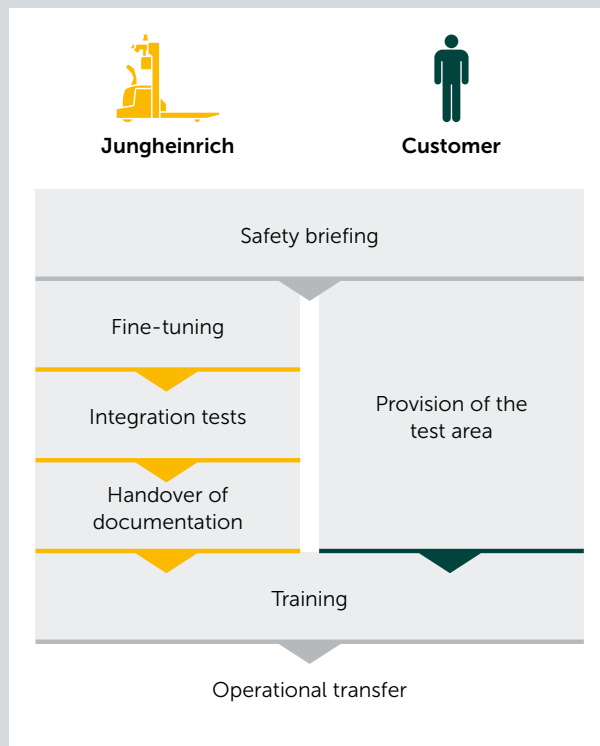 Jungheinrich
Customer
Safety briefing
Fine-tuning
Integration tests
Handover of
documentation
Provision of the
test area
Training
Operational transfer